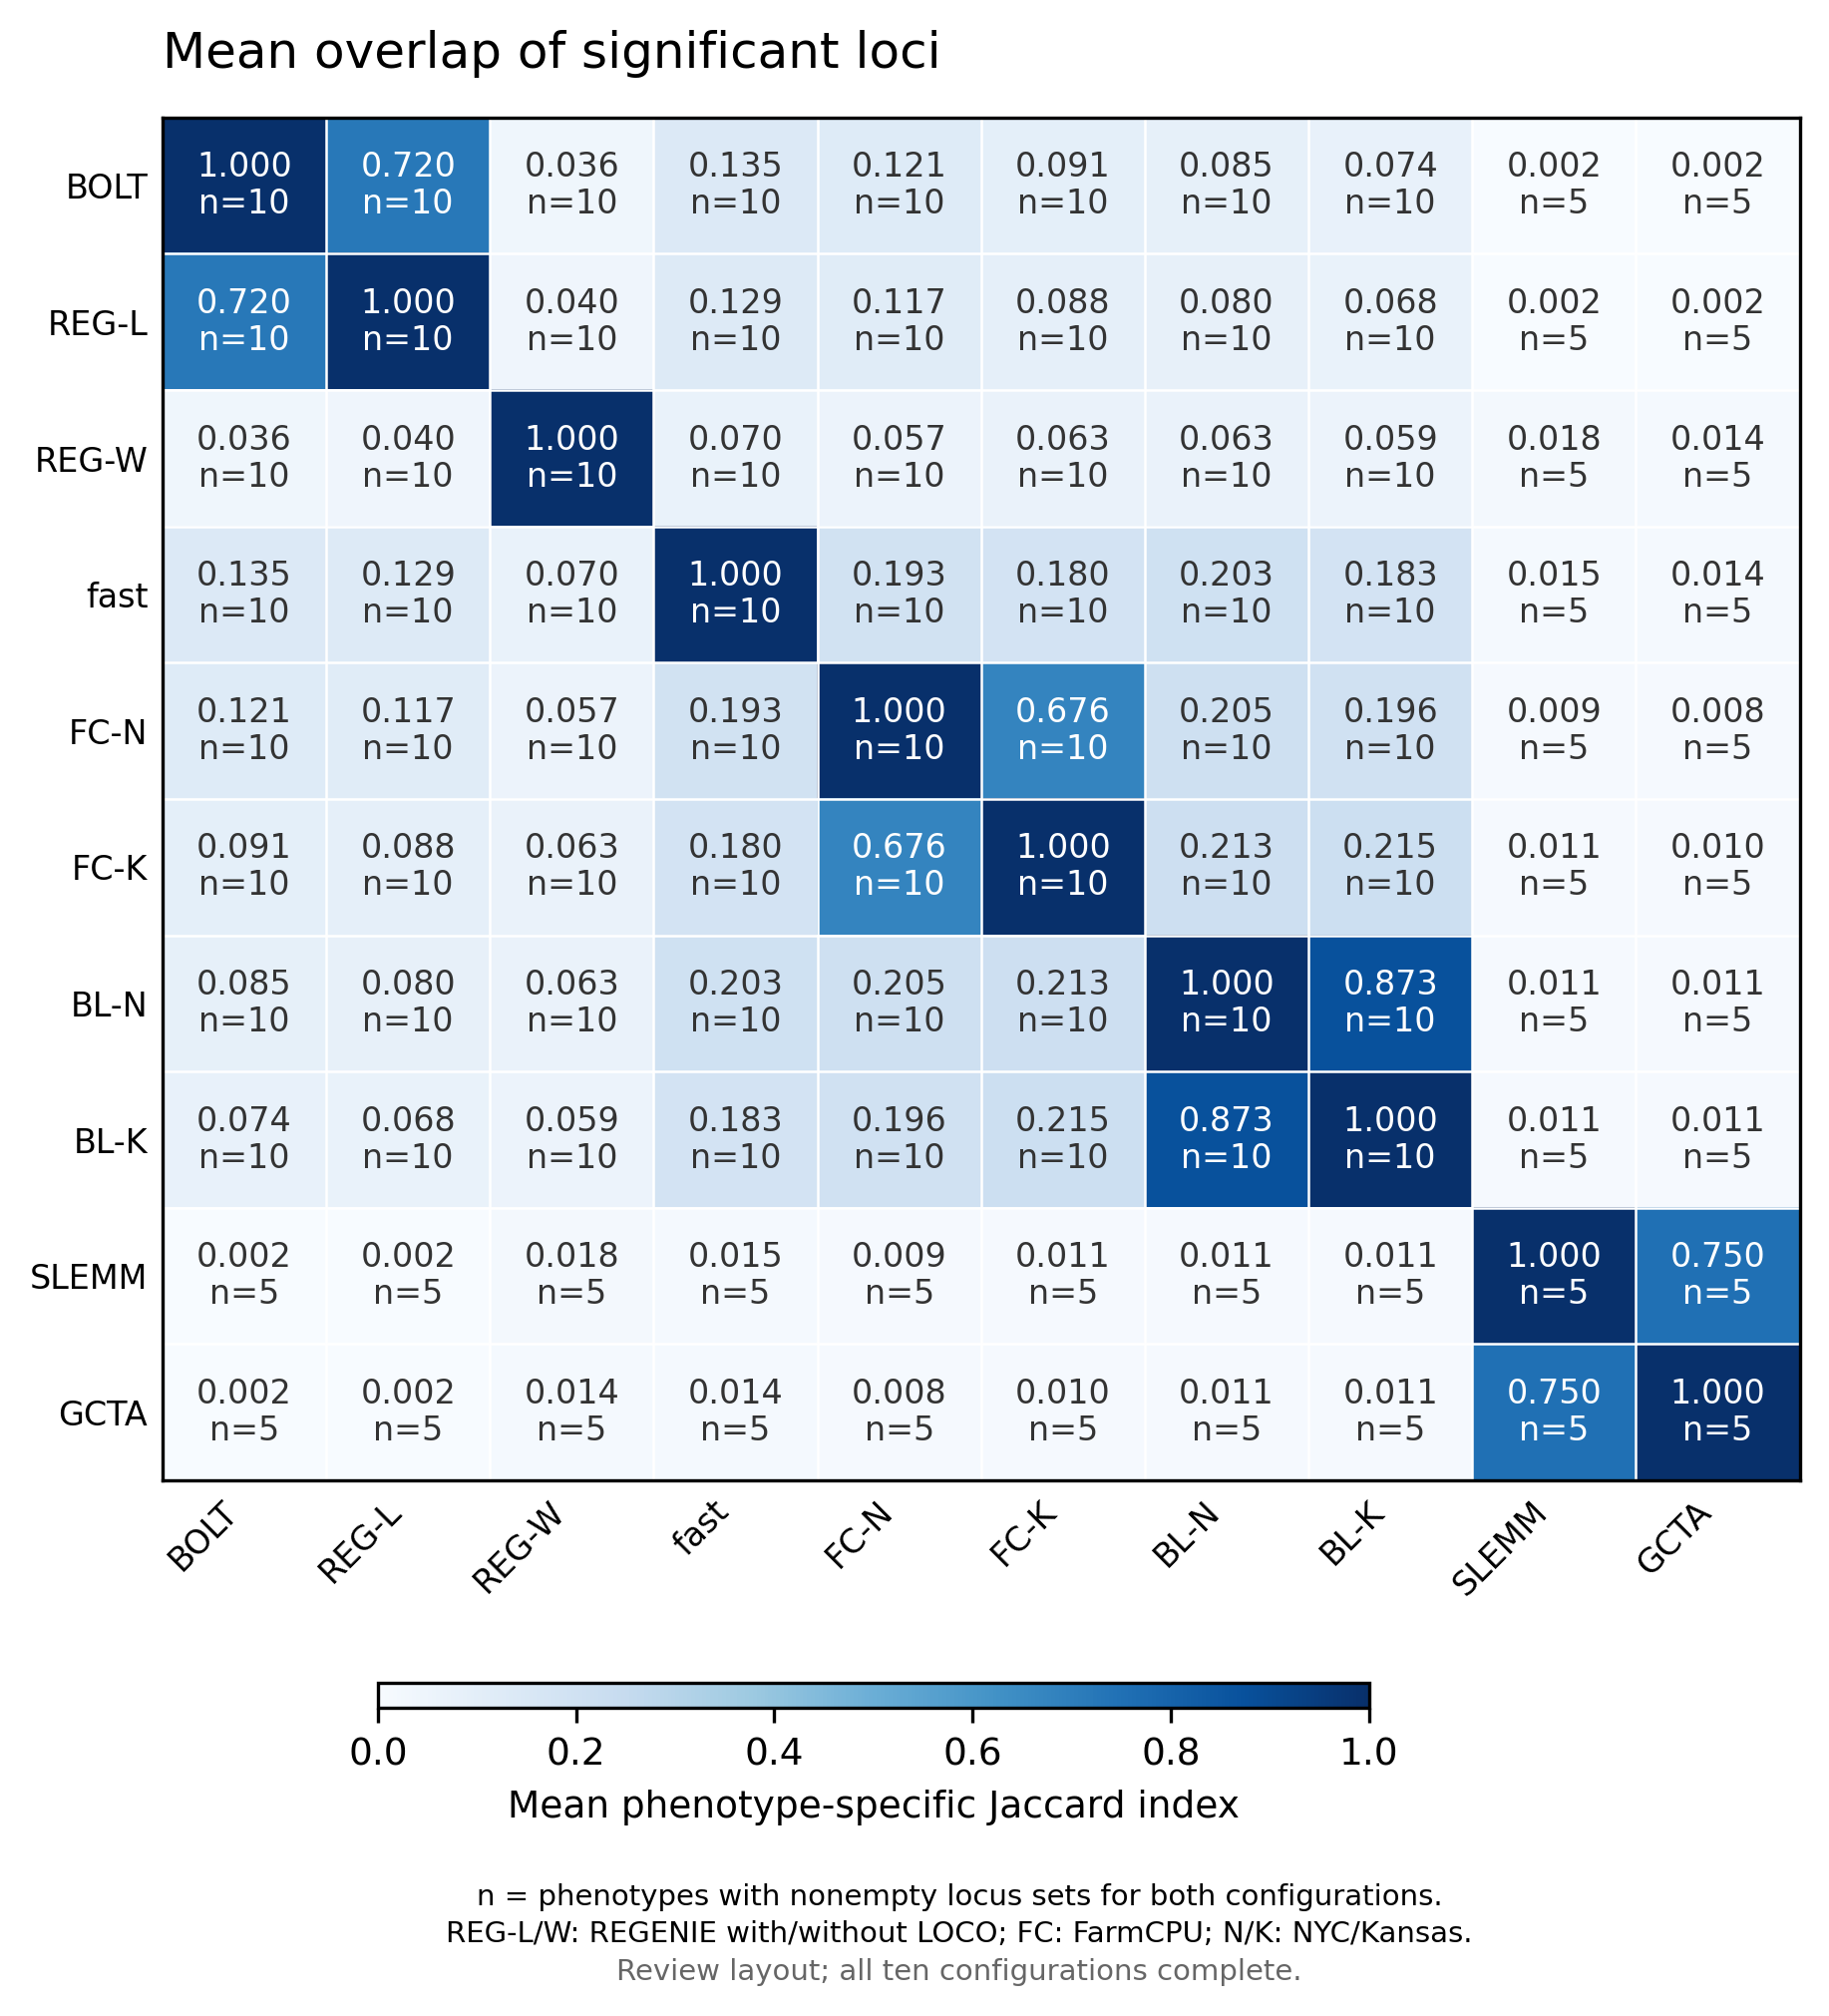 Mean overlap of significant loci
BOLT 1.000 0.720 0.036 0.135 0.121 0.091 0.085 0.074 0.002 0.002
n=10 n=10 n=10 n=10 n=10 n=10 n=10 n=10 n=5 n=5
REG-L 0.720 1.000 0.040 0.129 0.117 0.088 0.080 0.068 0.002 0.002
n=10 n=10 n=10 n=10 n=10 n=10 n=10 n=10 n=5 n=5
REG-W 0.036 0.040 1.000 0.070 0.057 0.063 0.063 0.059 0.018 0.014
n=10 n=10 n=10 n=10 n=10 n=10 n=10 n=10 n=5 n=5
fast 0.135 0.129 0.070 1.000 0.193 0.180 0.203 0.183 0.015 0.014
n=10 n=10 n=10 n=10 n=10 n=10 n=10 n=10 n=5 n=5
FC-N 0.121 0.117 0.057 0.193 1.000 0.676 0.205 0.196 0.009 0.008
n=10 n=10 n=10 n=10 n=10 n=10 n=10 n=10 n=5 n=5
FC-K 0.091 0.088 0.063 0.180 0.676 1.000 0.213 0.215 0.011 0.010
n=10 n=10 n=10 n=10 n=10 n=10 n=10 n=10 n=5 n=5
BL-N 0.085 0.080 0.063 0.203 0.205 0.213 1.000 0.873 0.011 0.011
n=10 n=10 n=10 n=10 n=10 n=10 n=10 n=10 n=5 n=5
BL-K 0.074 0.068 0.059 0.183 0.196 0.215 0.873 1.000 0.011 0.011
n=10 n=10 n=10 n=10 n=10 n=10 n=10 n=10 n=5 n=5
SLEMM 0.002 0.002 0.018 0.015 0.009 0.011 0.011 0.011 1.000 0.750
n=5 n=5 n=5 n=5 n=5 n=5 n=5 n=5 n=5 n=5
GCTA 0.002 0.002 0.014 0.014 0.008 0.010 0.011 0.011 0.750 1.000
n=5 n=5 n=5 n=5 n=5 n=5 n=5 n=5 n=5 n=5
BOLT REG-L REG-W fast FC-N FC-K BL-N BL-K SLEMM GCTA
0.0 0.2 0.4 0.6 0.8 1.0
Mean phenotype-specific Jaccard index
n = phenotypes with nonempty locus sets for both configurations.
REG-L/W: REGENIE with/without LOCO; FC: FarmCPU; N/K: NYC/Kansas.
Review layout; all ten configurations complete.